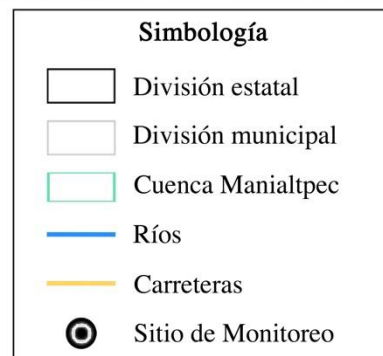 Simbología
División estatal
División municipal
Cuenca Manialtpec
Ríos
Carreteras
Sitio de Monitoreo